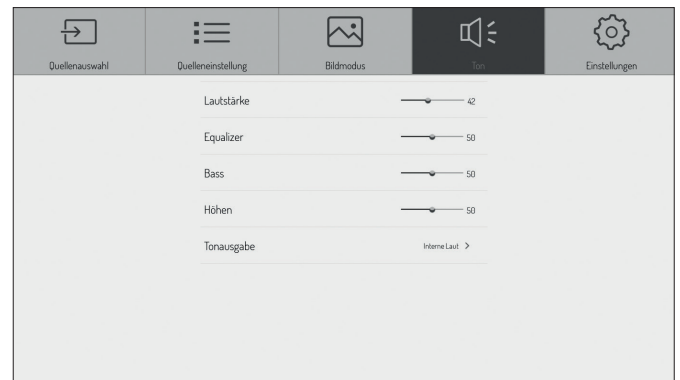 Quellenauswahl
Quelleneinstellung
Bildmodus
Ton
Einstellungen
Lautstärke 42
Equalizer 50
Bass 50
Höhen 50
Tonausgabe Interne Laut >